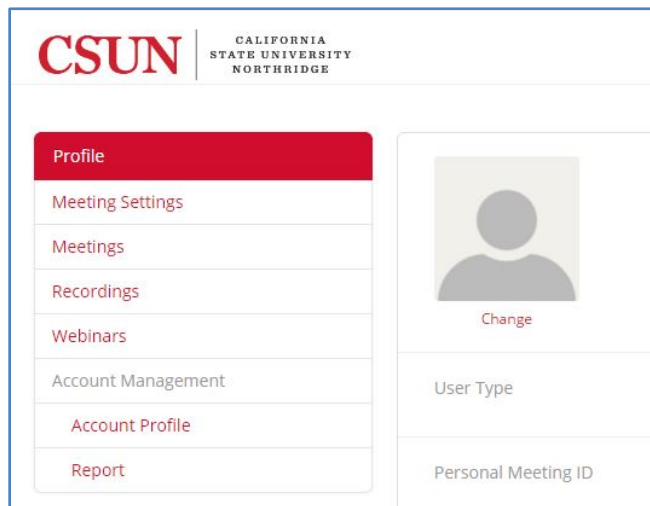 CSUN
CALIFORNIA
STATE UNIVERSITY
NORTHRIDGE
Profile
Meeting Settings
Meetings
Recordings
Webinars
Account Management
Account Profile
Report
Change
User Type
Personal Meeting ID